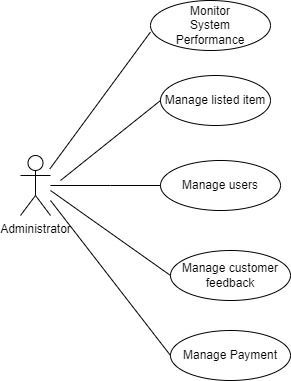 Monitor
System
Performance
Manage listed item
Manage users
Administrator
Manage customer
feedback
Manage Payment